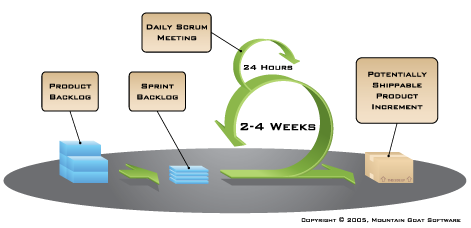 Daily Scrum
Meeting
24 Hours
Product
Backlog
Sprint
Backlog
2-4 Weeks
Potentially
Shippable
Product
Increment
Copyright © 2005, Mountain Goat Software